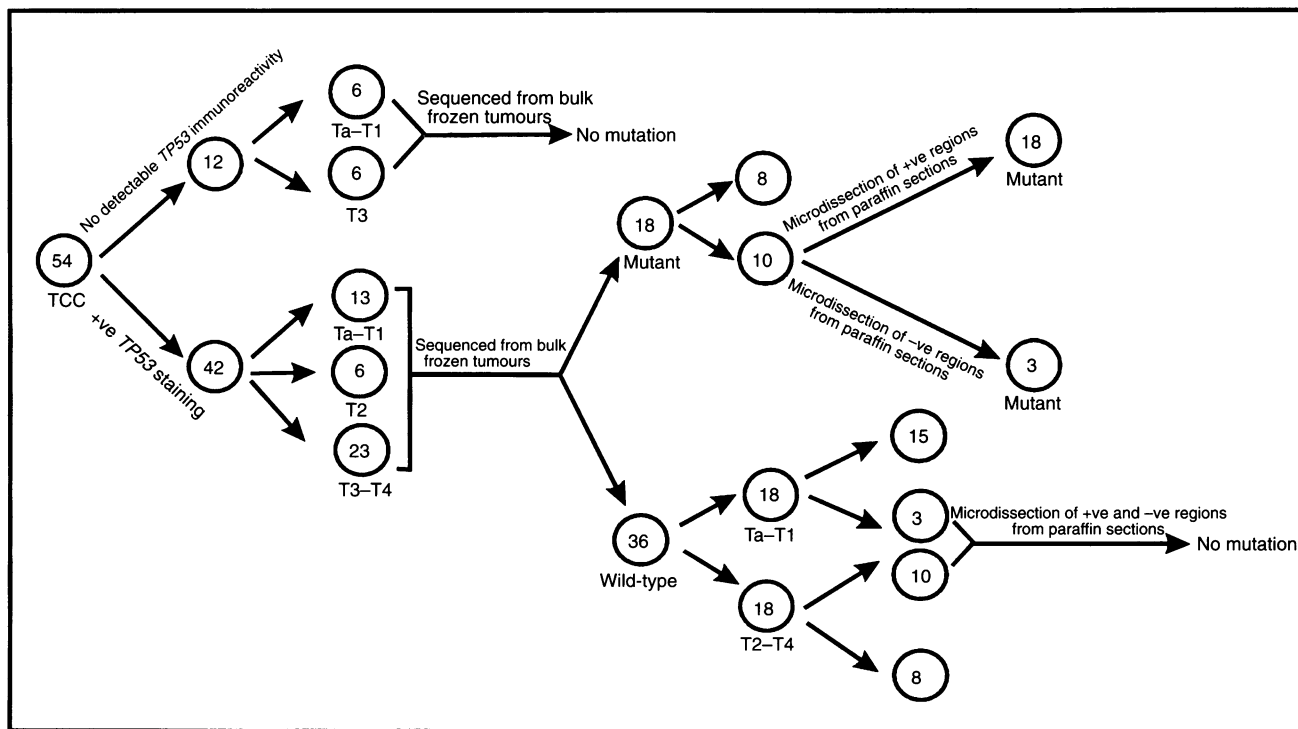 54
TCC
No detectable TP53 immunoreactivity
12
6
Ta–T1
6
T3
Sequenced from bulk
frozen tumours
No mutation
+ve TP53 staining
42
13
Ta–T1
6
T2
23
T3–T4
Sequenced from bulk
frozen tumours
18
Mutant
8
10
Microdissection of +ve regions
from paraffin sections
18
Mutant
Microdissection of –ve regions
from paraffin sections
3
Mutant
36
Wild-type
18
Ta–T1
15
3
18
T2–T4
10
8
Microdissection of +ve and –ve regions
from paraffin sections
No mutation